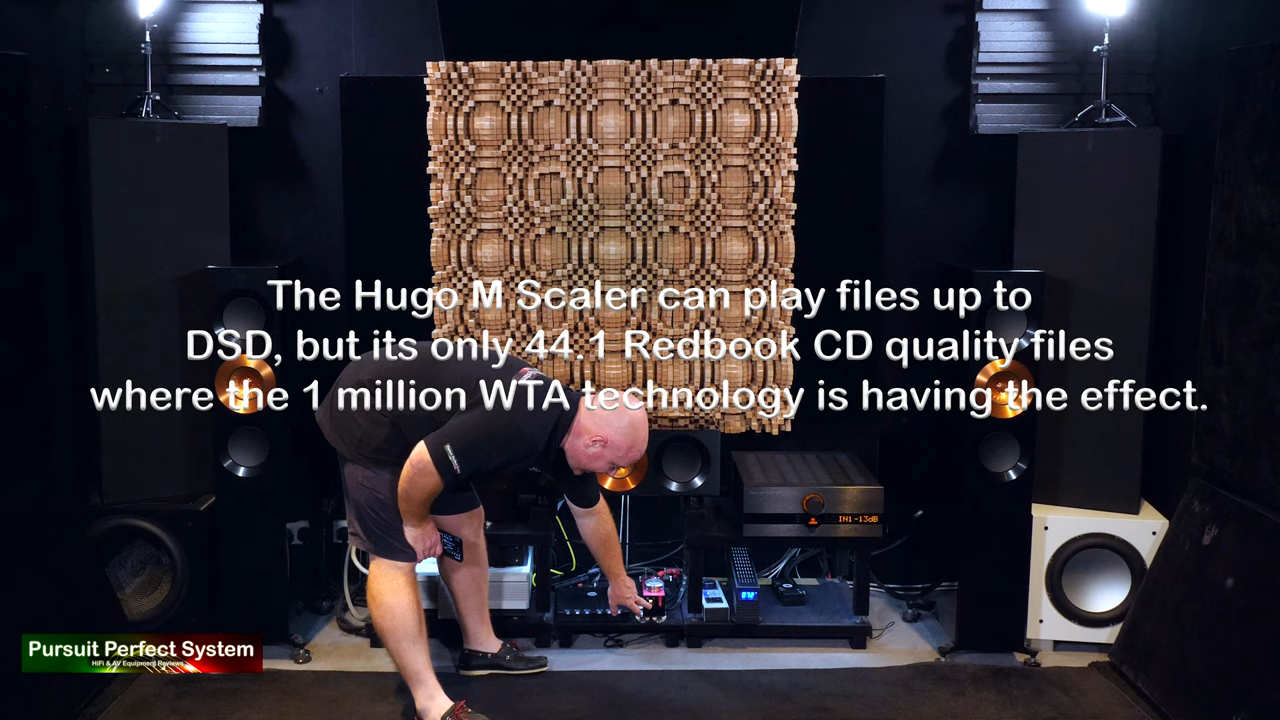 The Hugo M Scaler can play files up to
DSD, but its only 44.1 Redbook CD quality files
where the 1 million WTA technology is having the effect.
IN1 -13dB
Pursuit Perfect System
HiFi & AV Equipment Reviews